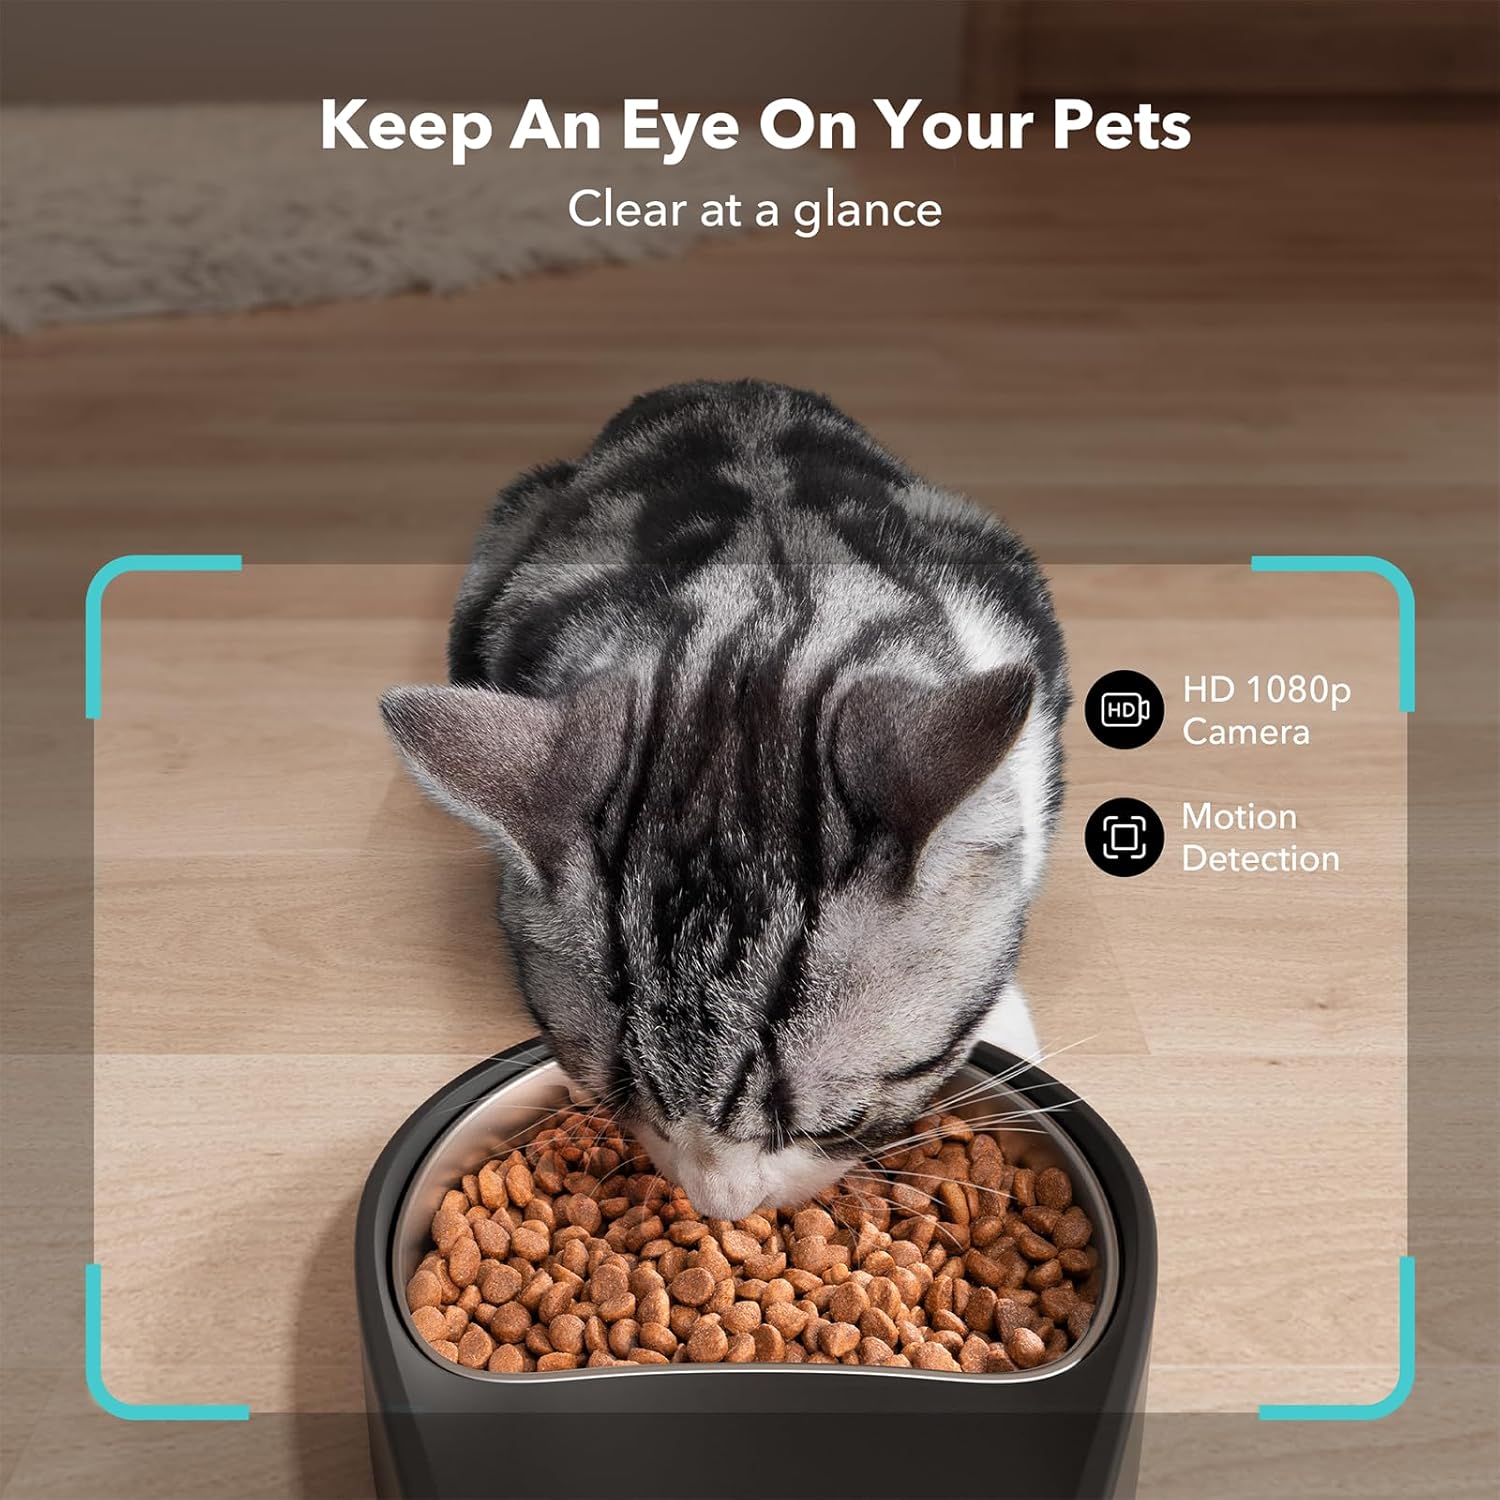 Keep An Eye On Your Pets
Clear at a glance
HD
HD 1080p
Camera
Motion
Detection